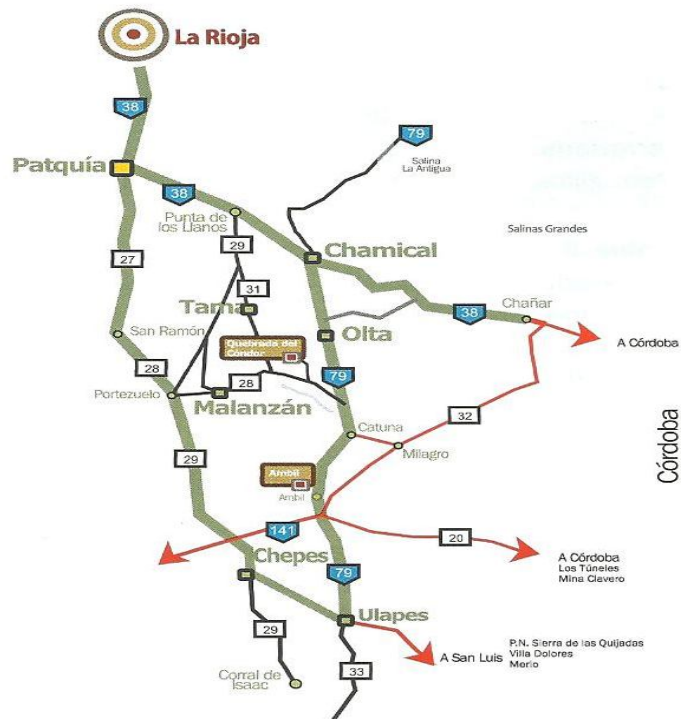 La Rioja
38
79
Patquía
Salina
La Antigua
38
Punta de
los Llanos
Salinas Grandes
29
Chamical
27
31
Tama
38
Chañar
San Ramón
Olta
A Córdoba
Quebrada del
Cóndor
28
28
79
Portezuelo
Malanzán
32
Córdoba
Catuna
Milagro
29
Ambil
Ambil
141
20
Chepes
A Córdoba
Los Túneles
Mina Clavero
79
Ulapes
29
A San Luis
P.N. Sierra de las Quijadas
Villa Dolores
Merlo
33
Corral de
Isaac